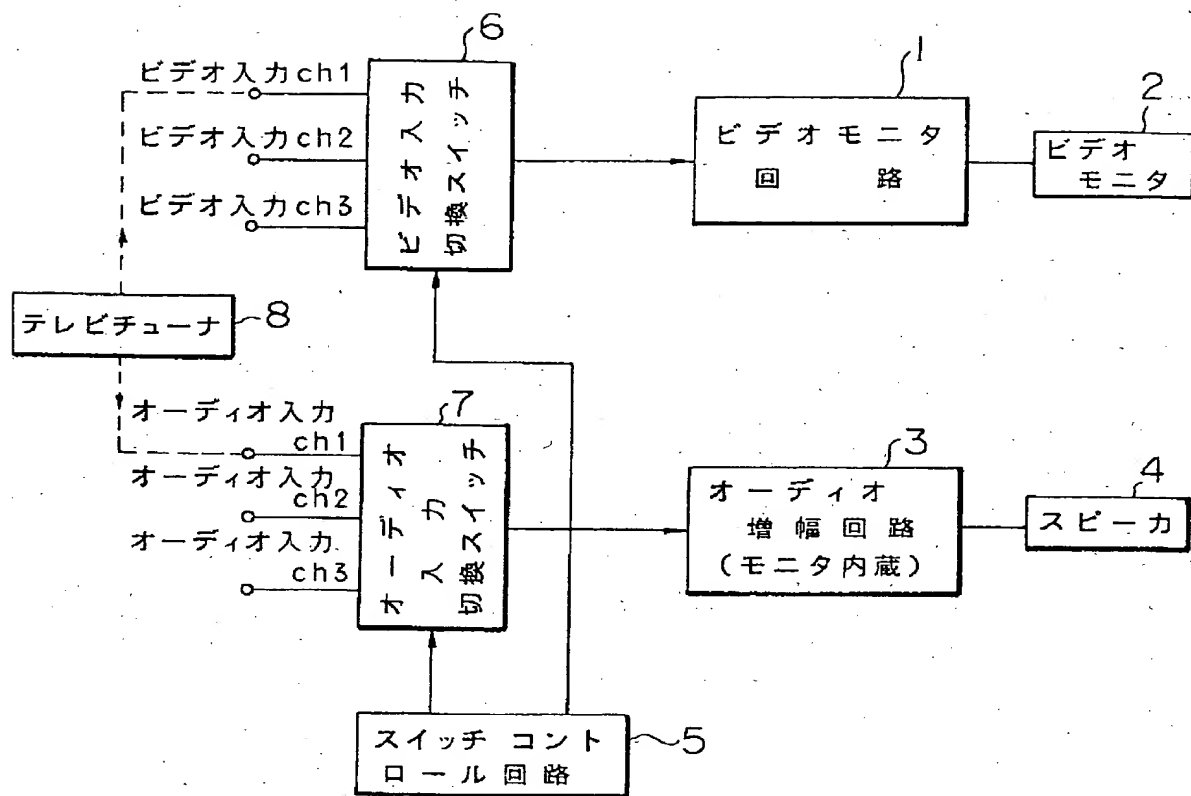 6
ビデオ入力ch1
ビデオ入力ch2
ビデオ入力ch3
ビデオ入力
切換スイッチ
1
ビデオモニタ
回路
2
ビデオ
モニタ
テレビチューナ
8
オーディオ入力
ch1
オーディオ入力
ch2
オーディオ入力
ch3
7
オーディオ
入力
切換スイッチ
3
オーディオ
増幅回路
(モニタ内蔵)
4
スピーカ
スイッチ コント
ロール回路
5